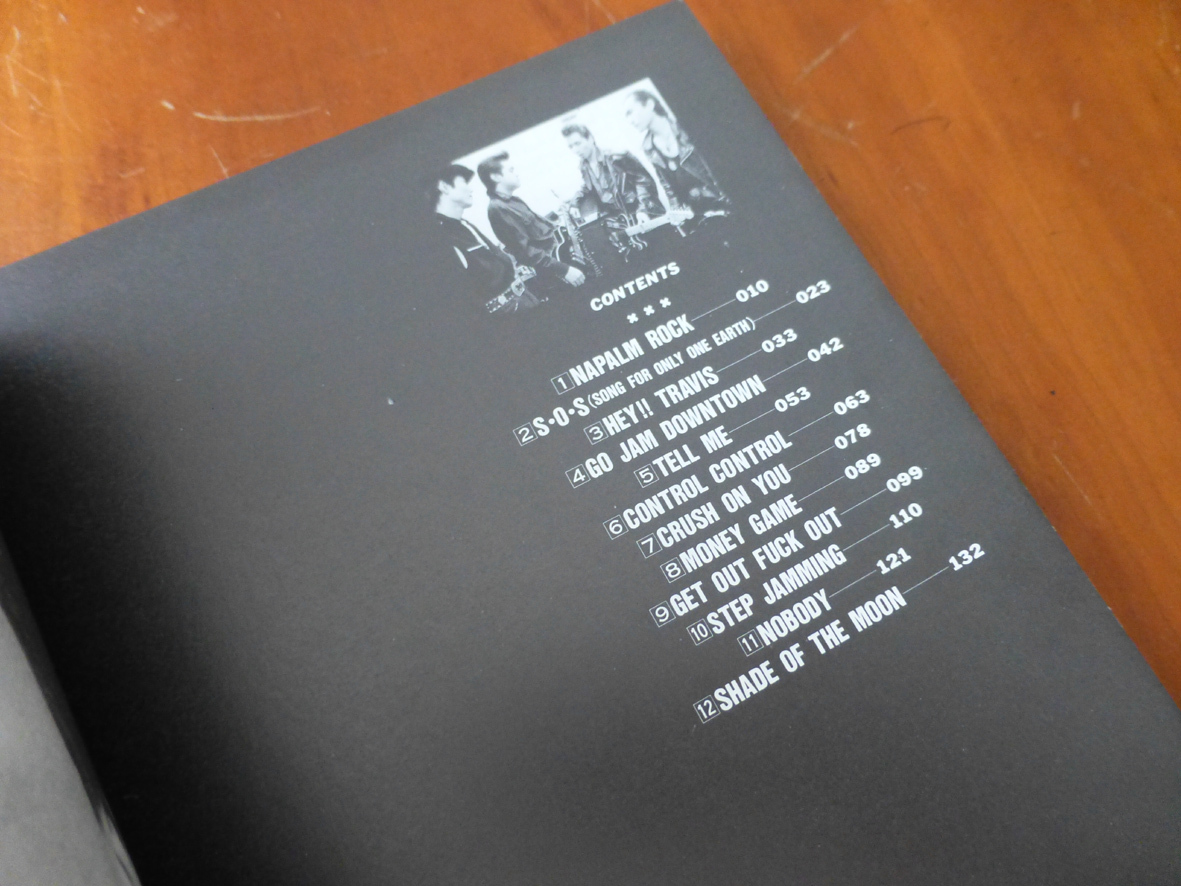 CONTENTS
× × ×
1 NAPALM ROCK 010
2 S·O·S (SONG FOR ONLY ONE EARTH) 023
3 HEY!! TRAVIS 033
4 GO JAM DOWNTOWN 042
5 TELL ME 053
6 CONTROL CONTROL 063
7 CRUSH ON YOU 078
8 MONEY GAME 089
9 GET OUT FUCK OUT 099
10 STEP JAMMING 110
11 NOBODY 121
12 SHADE OF THE MOON 132